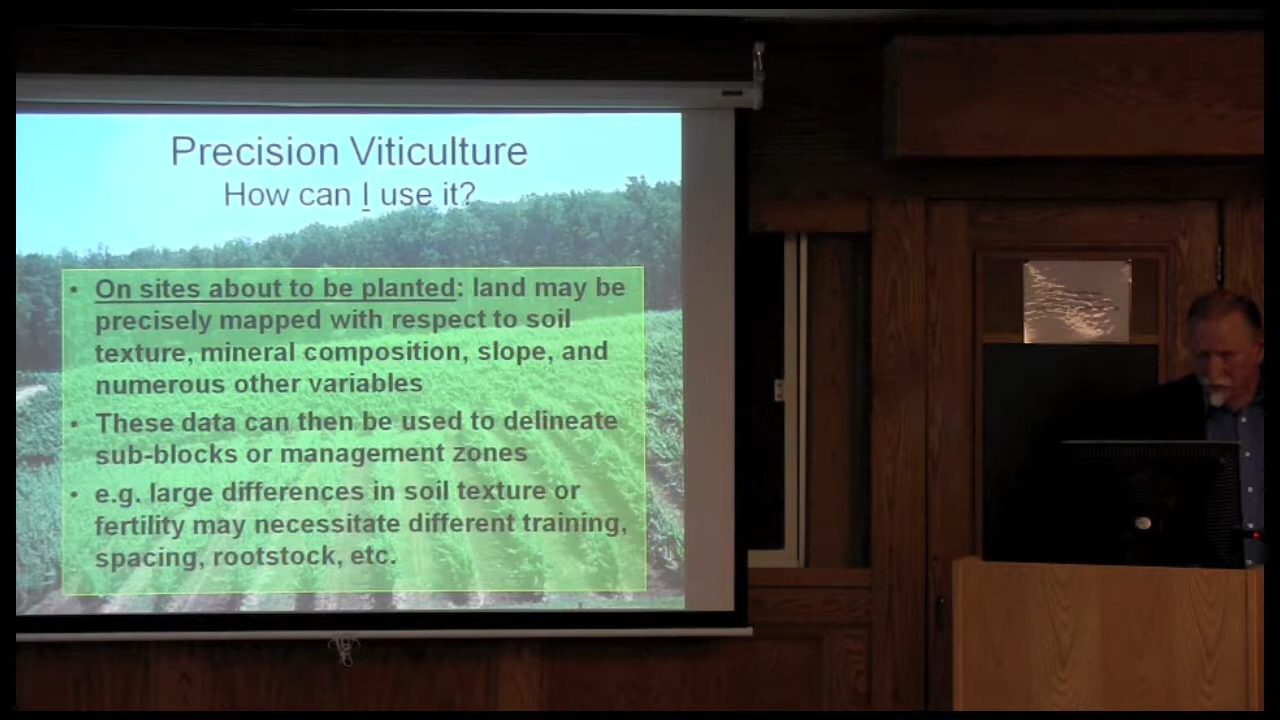 Precision Viticulture
How can I use it?
• On sites about to be planted: land may be
precisely mapped with respect to soil
texture, mineral composition, slope, and
numerous other variables
• These data can then be used to delineate
sub-blocks or management zones
• e.g. large differences in soil texture or
fertility may necessitate different training,
spacing, rootstock, etc.